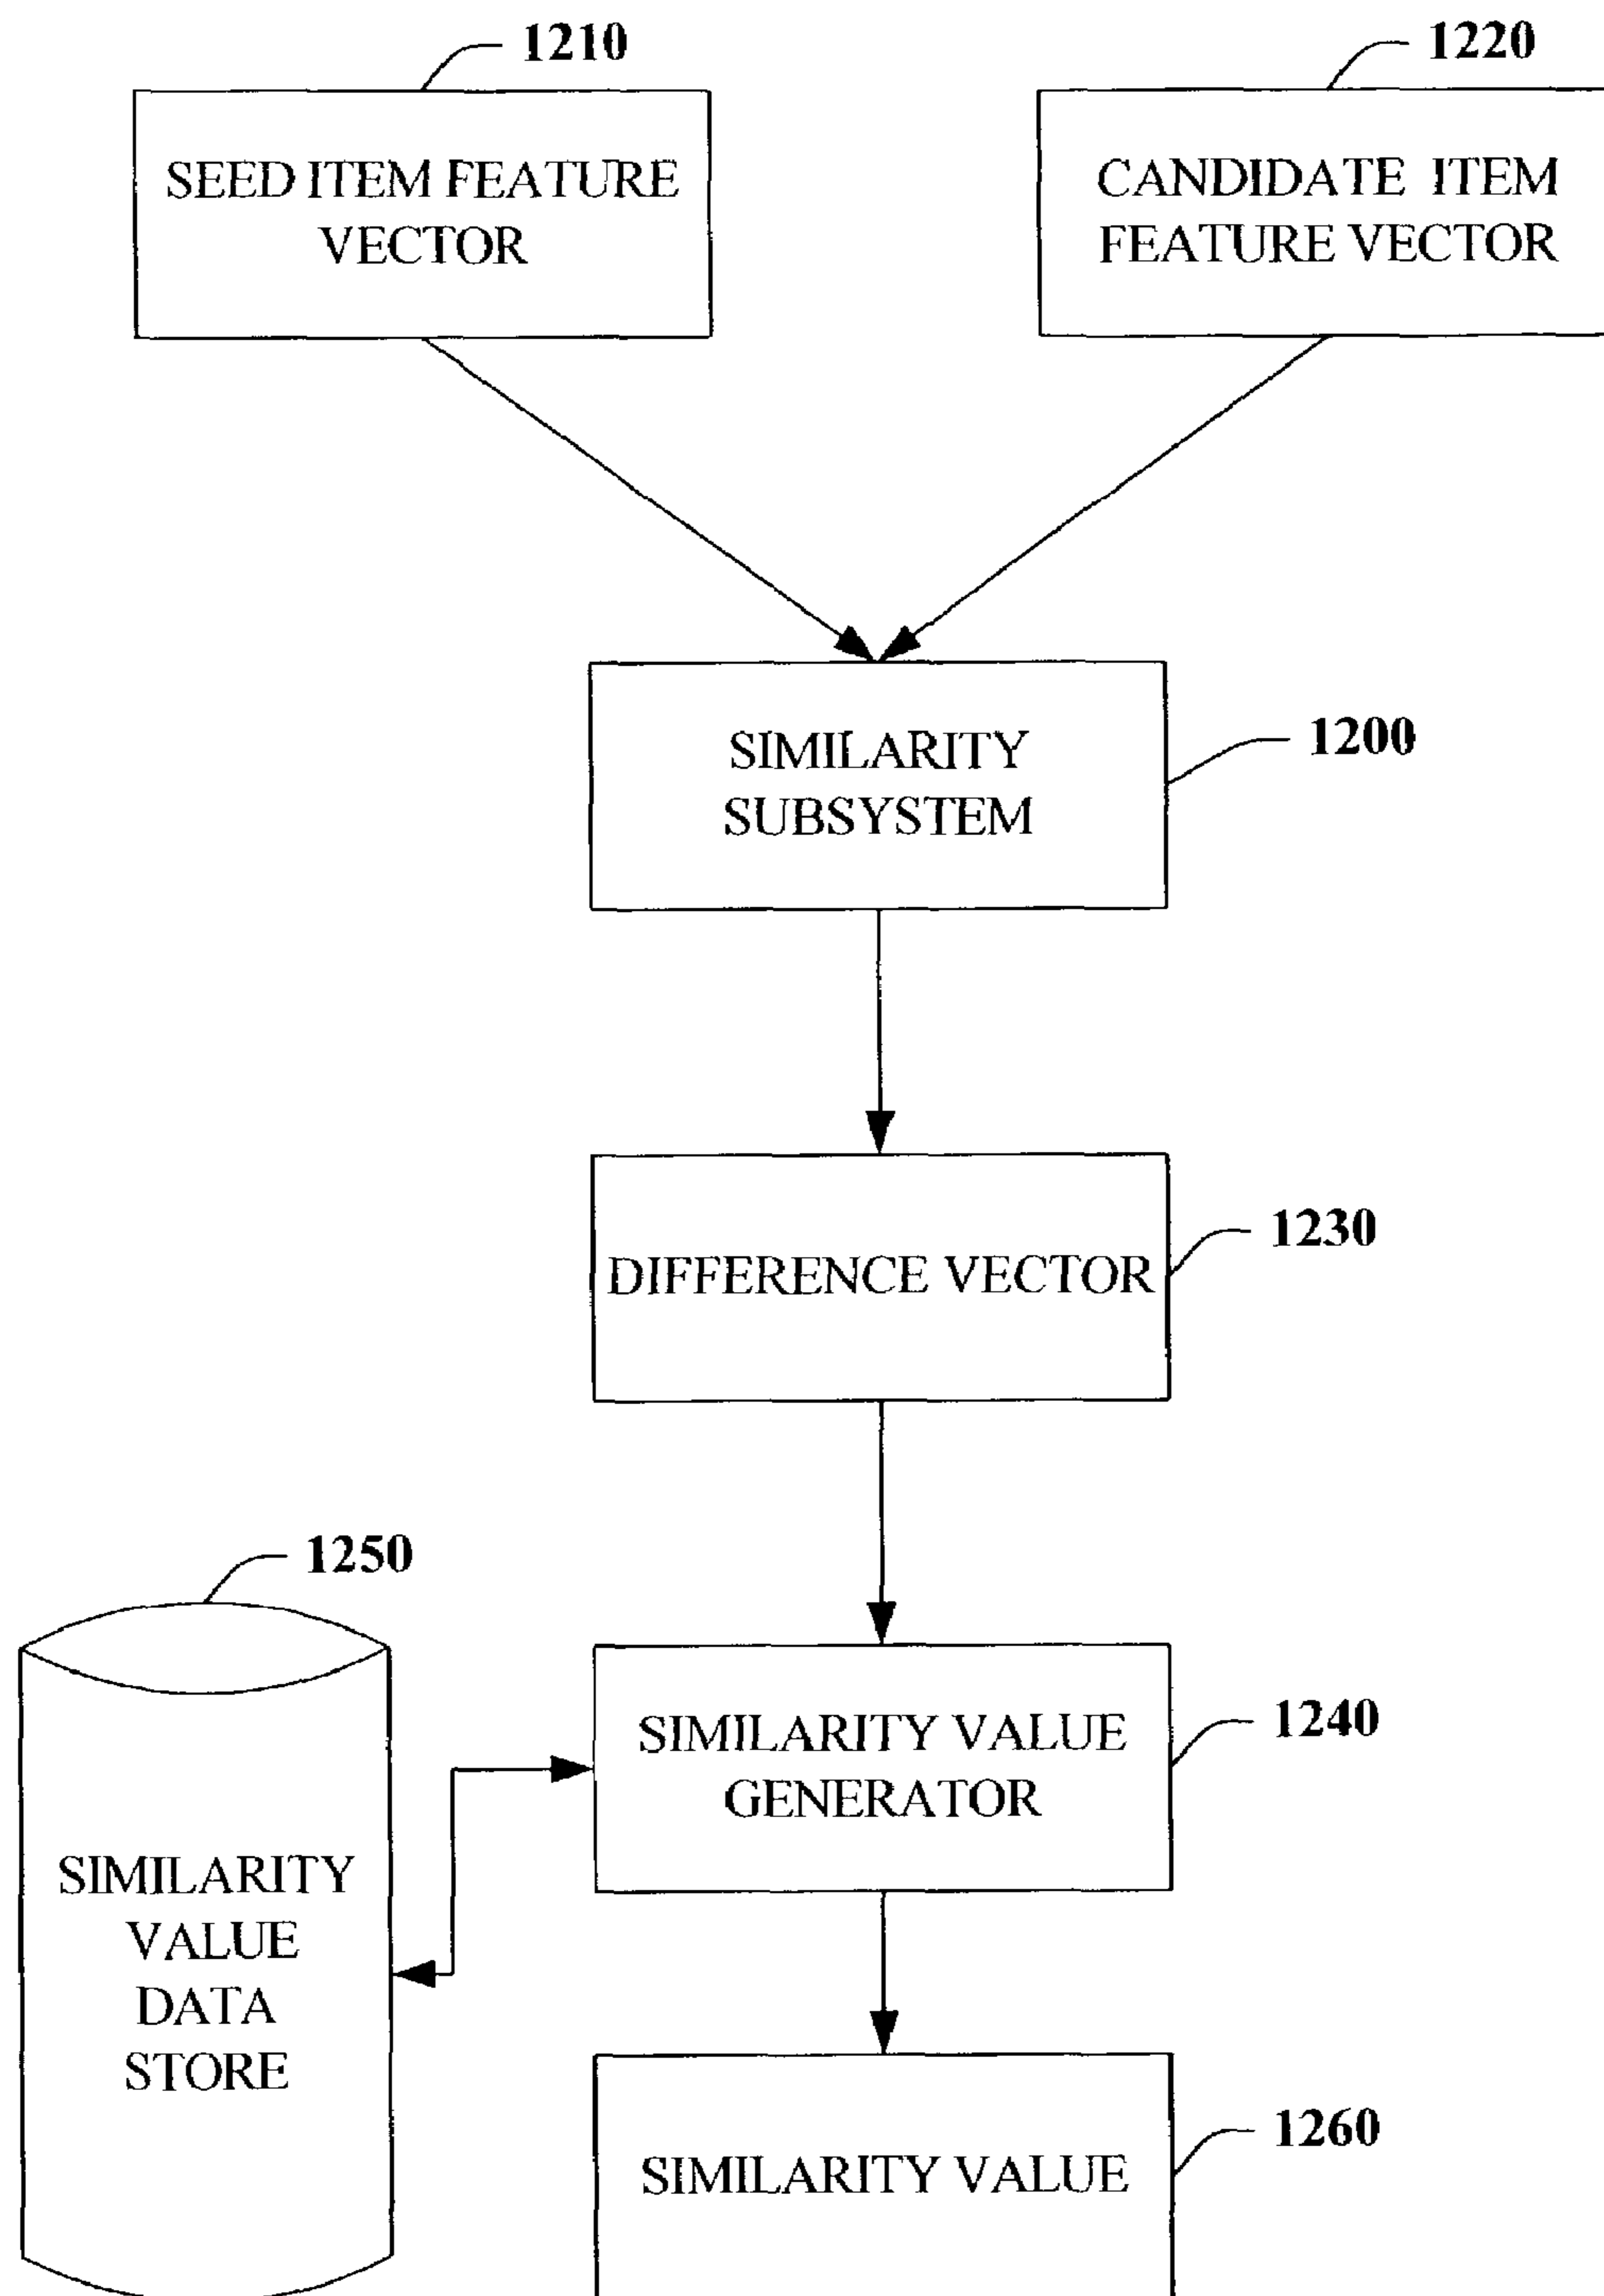 1210
1220
SEED ITEM FEATURE
VECTOR
CANDIDATE ITEM
FEATURE VECTOR
SIMILARITY
SUBSYSTEM
1200
DIFFERENCE VECTOR
1230
1250
SIMILARITY VALUE
GENERATOR
1240
SIMILARITY
VALUE
DATA
STORE
SIMILARITY VALUE
1260